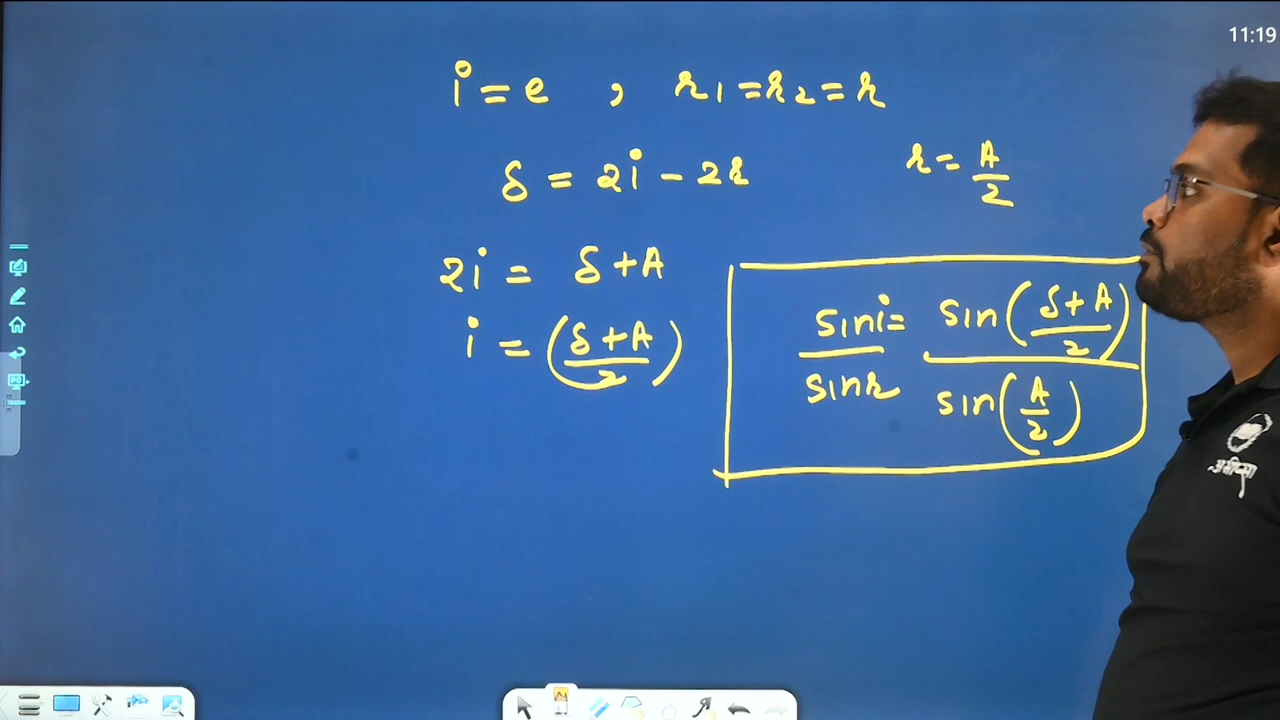 11:19
i = e , r₁ = r₂ = r
δ = 2i - 2r
r = A/2
2i = δ + A
i = (δ + A / 2)
sin i / sin r = sin(δ + A / 2) / sin(A / 2)